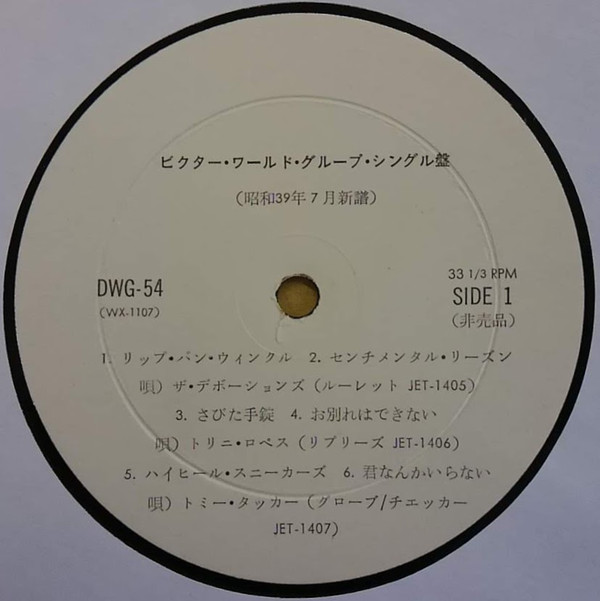 ビクター・ワールド・グループ・シングル盤
(昭和39年7月新譜)
DWG-54
(WX-1107)
33 1/3 RPM
SIDE 1
(非売品)
1. リップ・バン・ウィンクル 2. センチメンタル・リーズン
唄) ザ・デボーションズ (ルーレット JET-1405)
3. さびた手錠 4. お別れはできない
唄) トリニ・ロペス (リプリーズ JET-1406)
5. ハイヒール・スニーカーズ 6. 君なんかいらない
唄) トミー・タッカー (グローブ/チェッカー
JET-1407)